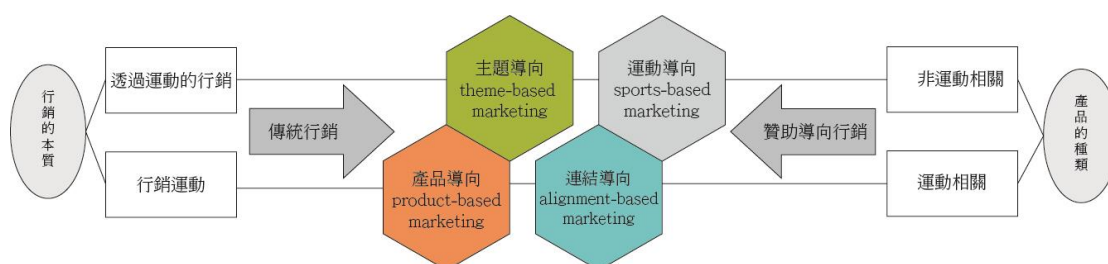 行銷的本質
透過運動的行銷
行銷運動
傳統行銷
主題導向
theme-based
marketing
產品導向
product-based
marketing
運動導向
sports-based
marketing
連結導向
alignment-based
marketing
贊助導向行銷
非運動相關
運動相關
產品的種類